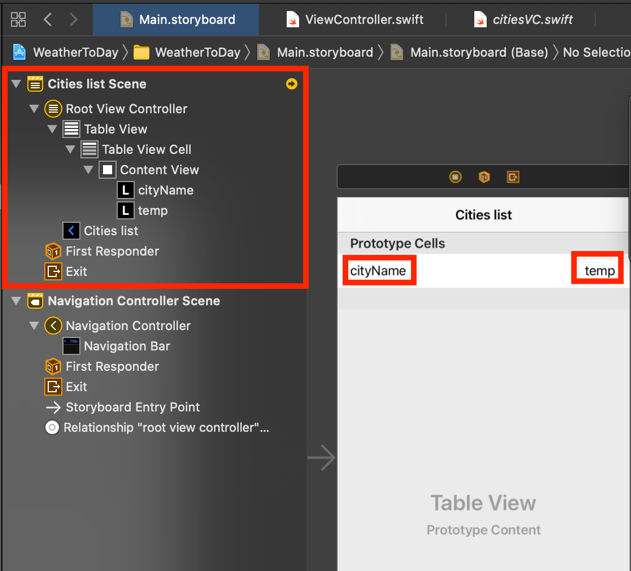 Main.storyboard
ViewController.swift
citiesVC.swift
WeatherToDay
WeatherToDay
Main.storyboard
Main.storyboard (Base)
No Selectio
Cities list Scene
Root View Controller
Table View
Table View Cell
Content View
L cityName
L temp
Cities list
First Responder
Exit
Navigation Controller Scene
Navigation Controller
Navigation Bar
First Responder
Exit
Storyboard Entry Point
Relationship "root view controller"...
Cities list
Prototype Cells
cityName temp
Table View
Prototype Content